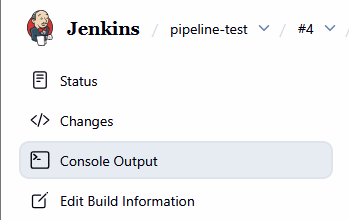 Jenkins / pipeline-test / #4 /
Status
Changes
Console Output
Edit Build Information